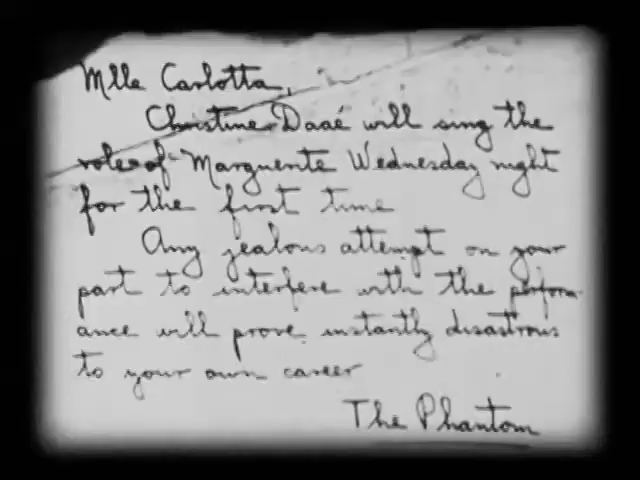 Mlle Carlotta,
Christine Daaé will sing the
role of Marguerite Wednesday night
for the first time
Any jealous attempt on your
part to interfere with the perform-
ance will prove instantly disastrous
to your own career
The Phantom